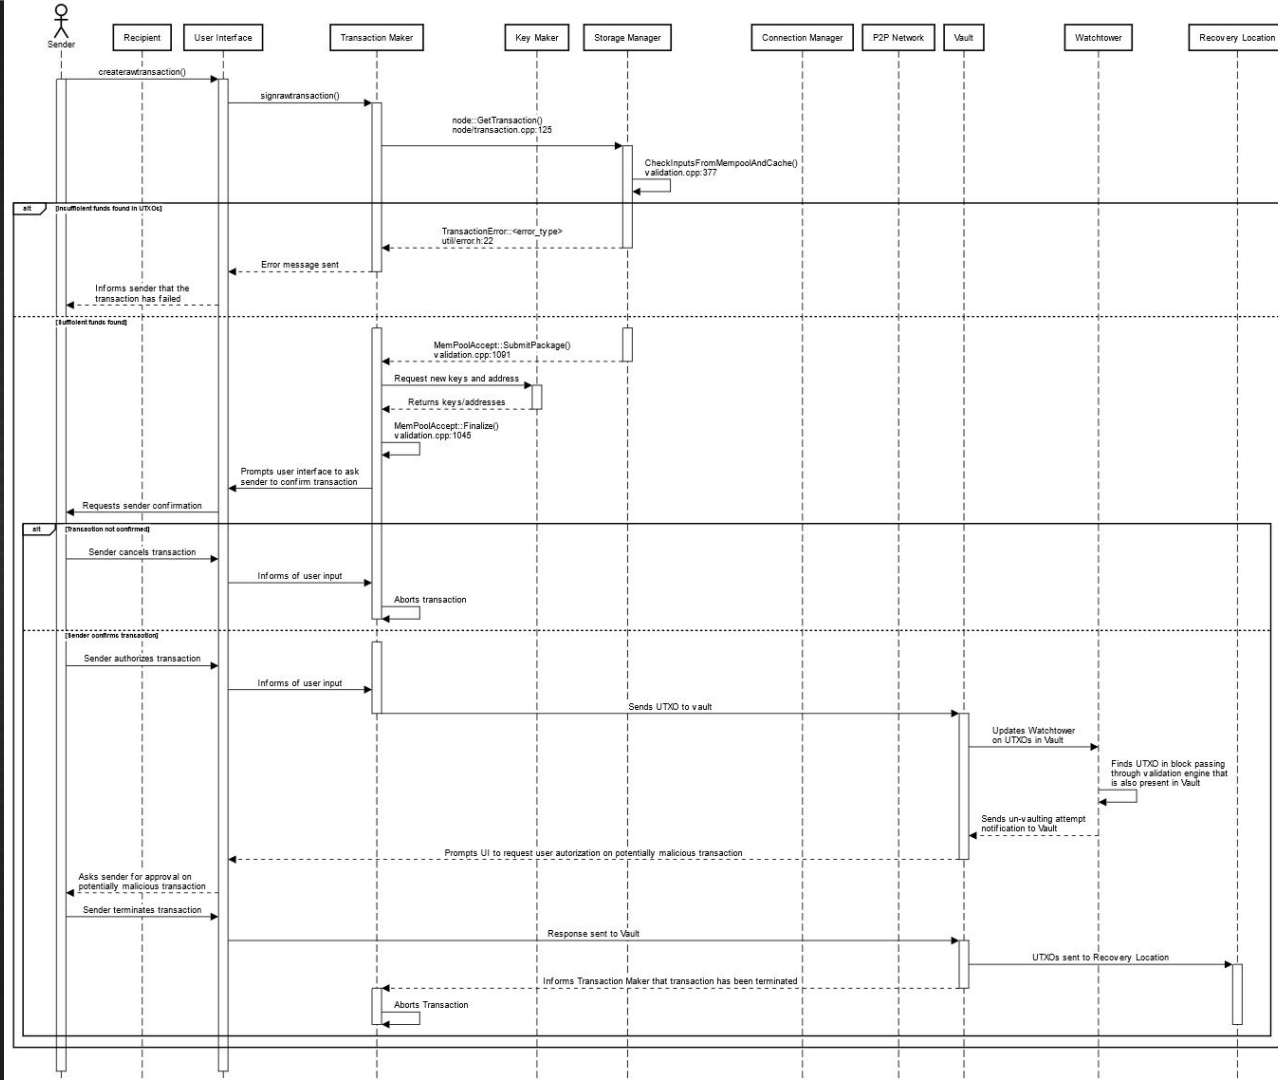 Sender
Recipient
User Interface
Transaction Maker
Key Maker
Storage Manager
Connection Manager
P2P Network
Vault
Watchtower
Recovery Location
createrawtransaction()
signrawtransaction()
node::GetTransaction()
node/transaction.cpp:125
CheckInputsFromMempoolAndCache()
validation.cpp:377
alt
[Insufficient funds found in UTXOs]
TransactionError::<error_type>
util/error.h:22
Error message sent
Informs sender that the
transaction has failed
[Sufficient funds found]
MemPoolAccept::SubmitPackage()
validation.cpp:1091
Request new keys and address
Returns keys/addresses
MemPoolAccept::Finalize()
validation.cpp:1045
Prompts user interface to ask
sender to confirm transaction
Requests sender confirmation
alt
[Transaction not confirmed]
Sender cancels transaction
Informs of user input
Aborts transaction
[Sender confirms transaction]
Sender authorizes transaction
Informs of user input
Sends UTXO to vault
Updates Watchtower
on UTXOs in Vault
Finds UTXO in block passing
through validation engine that
is also present in Vault
Sends un-vaulting attempt
notification to Vault
Prompts UI to request user autorization on potentially malicious transaction
Asks sender for approval on
potentially malicious transaction
Sender terminates transaction
Response sent to Vault
UTXOs sent to Recovery Location
Informs Transaction Maker that transaction has been terminated
Aborts Transaction